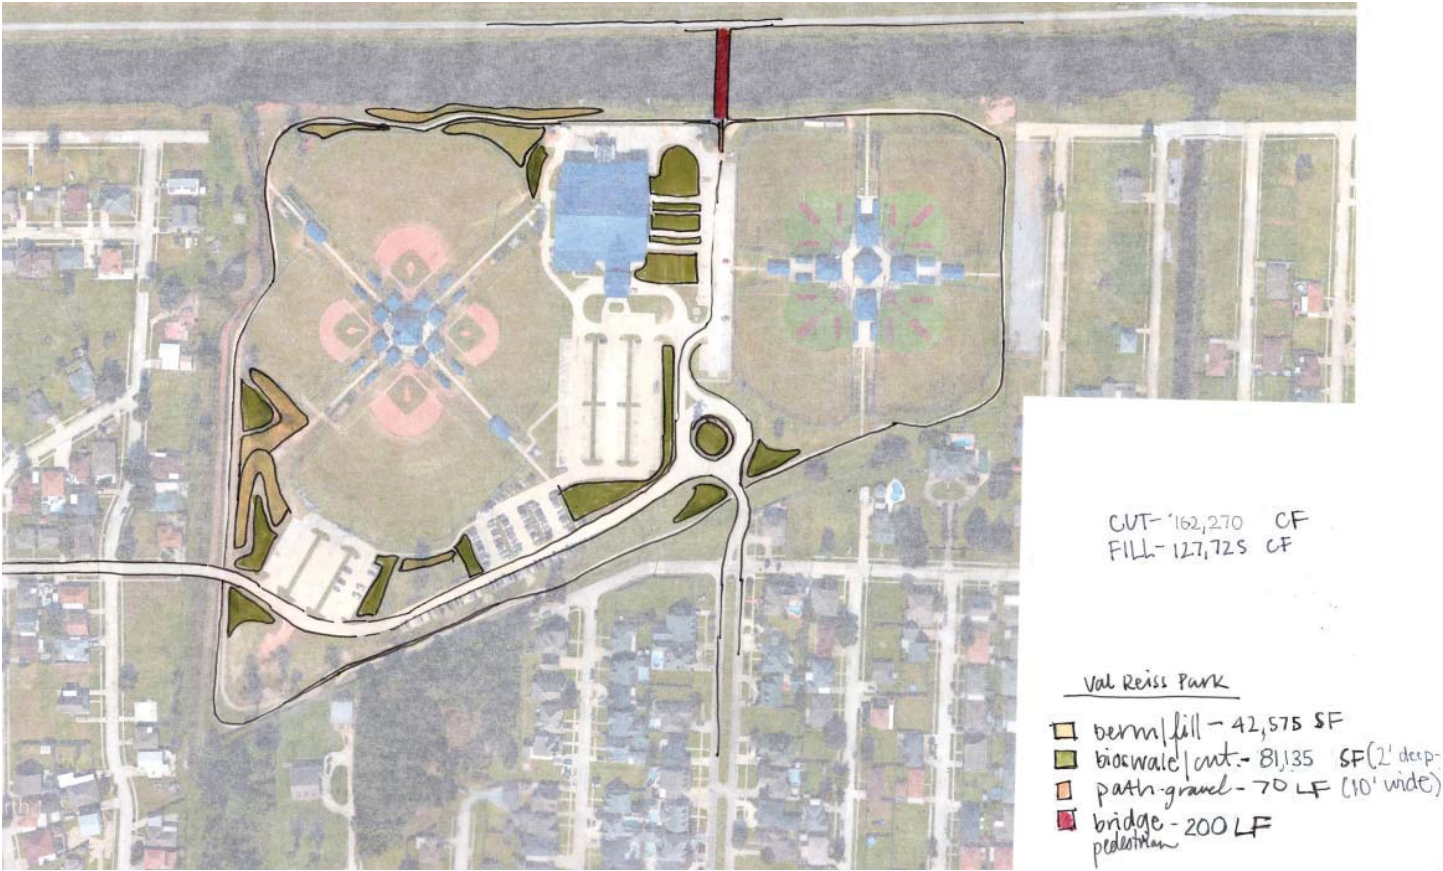 CUT- 162,270 CF
FILL- 127,725 CF
Val Reiss Park
berm/fill - 42,575 SF
bioswale/cut - 81,135 SF (2' deep-
path-gravel - 70 LF (10' wide)
bridge - 200 LF
pedestrian